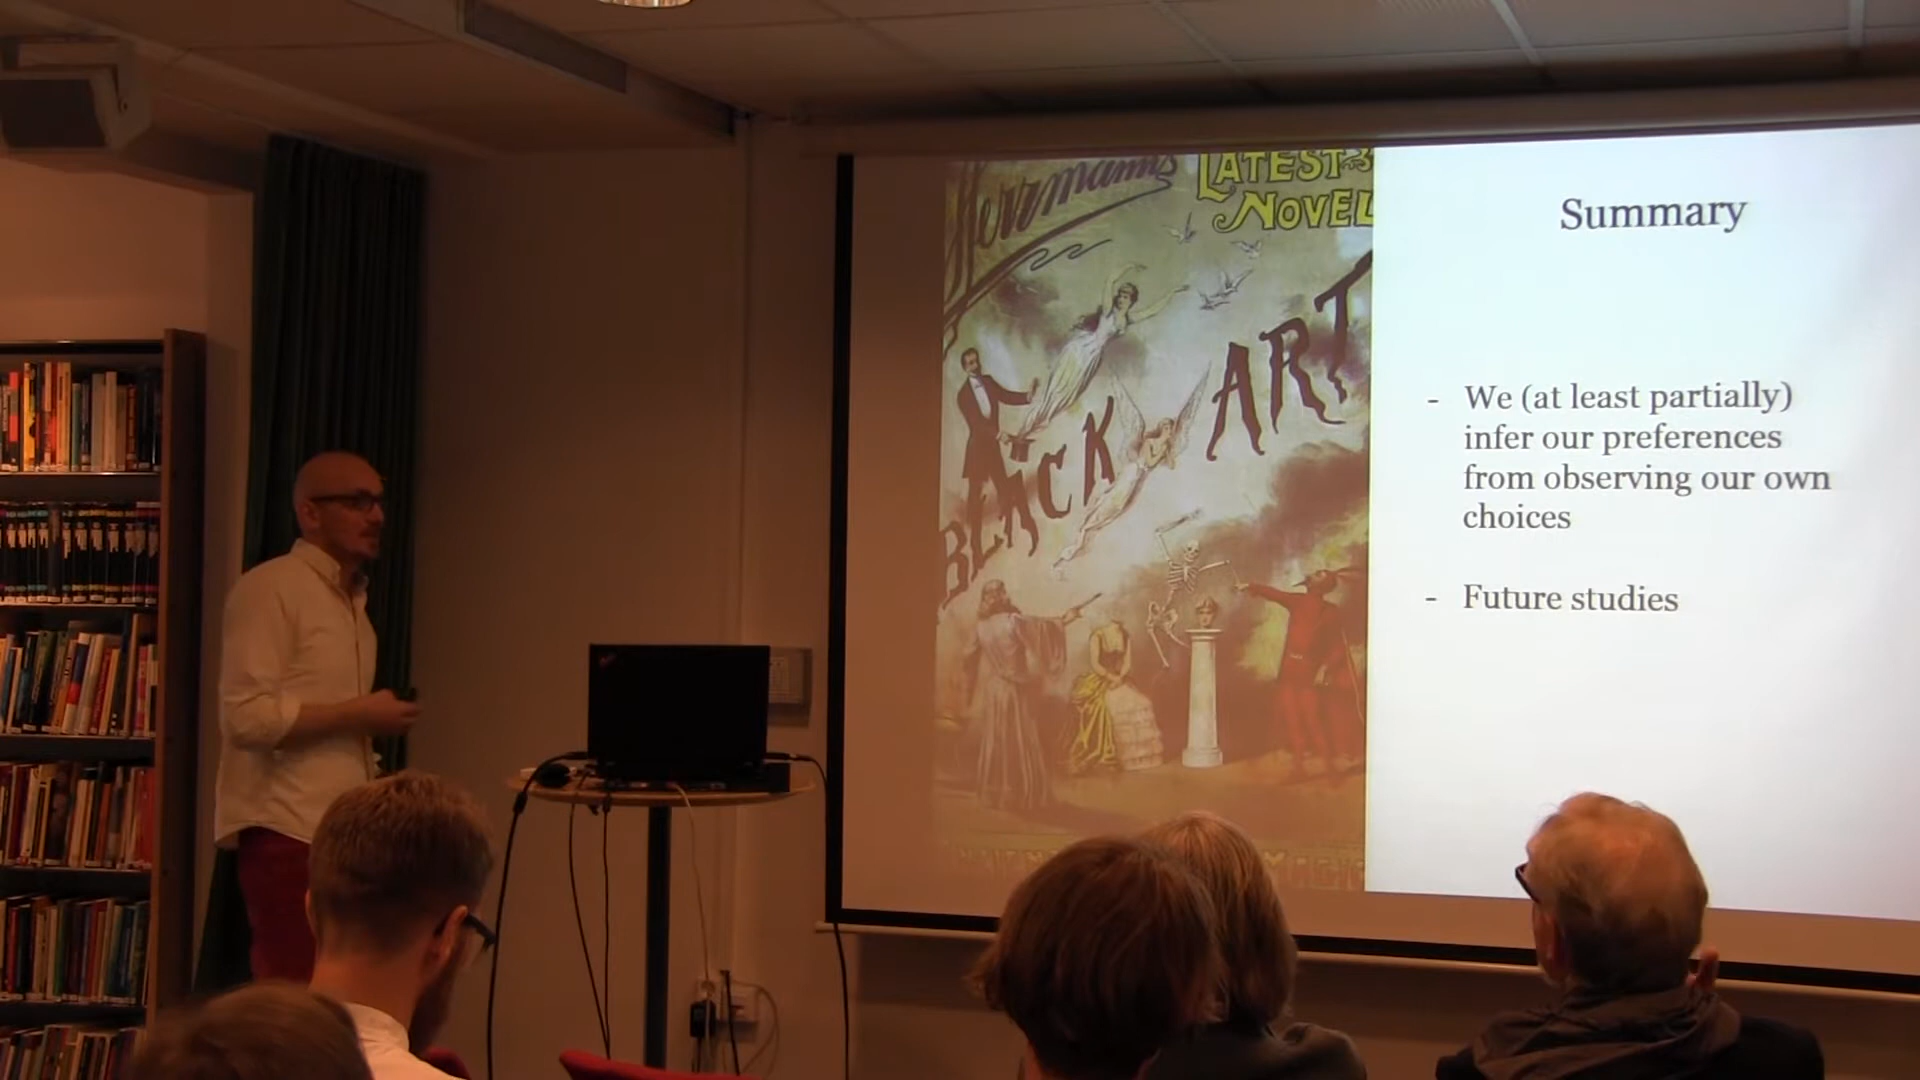 Herrmann's
LATEST
NOVEL
BLACK ART
Summary
- We (at least partially)
infer our preferences
from observing our own
choices
- Future studies